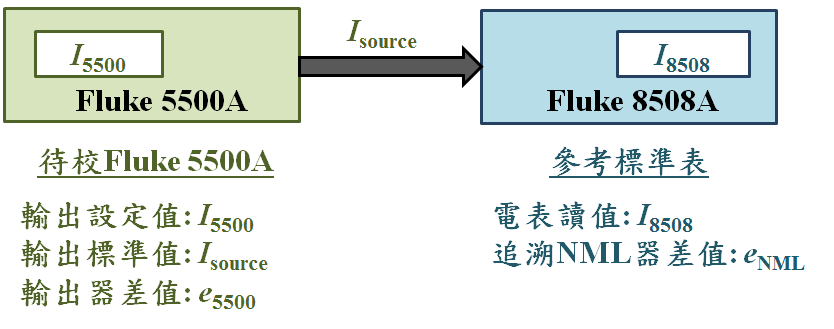 I5500
Fluke 5500A
Isource
I8508
Fluke 8508A
待校Fluke 5500A
輸出設定值:I5500
輸出標準值:Isource
輸出器差值:e5500
參考標準表
電表讀值:I8508
追溯NML器差值:eNML